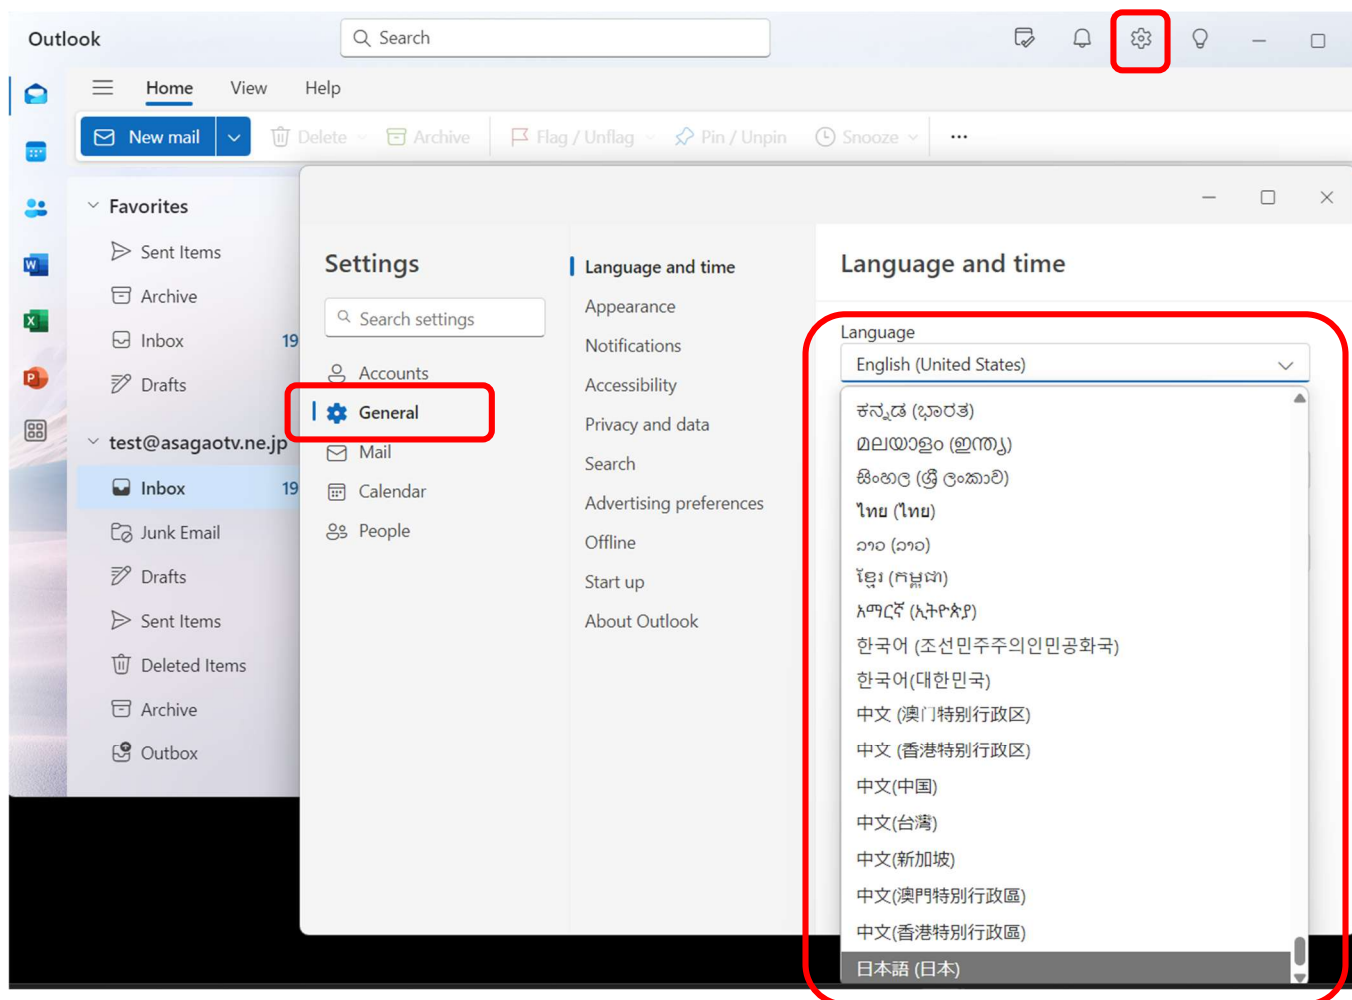 Outlook
Search
Home View Help
New mail Delete Archive Flag / Unflag Pin / Unpin Snooze ...
Favorites
Sent Items
Archive
Inbox 19
Drafts
test@asagaotv.ne.jp
Inbox 19
Junk Email
Drafts
Sent Items
Deleted Items
Archive
Outbox
Settings
Search settings
Accounts
General
Mail
Calendar
People
Language and time
Appearance
Notifications
Accessibility
Privacy and data
Search
Advertising preferences
Offline
Start up
About Outlook
Language and time
Language
English (United States)
ಕನ್ನಡ (ಭಾರತ)
മലയാളം (ഇന്ത്യ)
සිංහල (ශ්‍රී ලංකාව)
ไทย (ไทย)
ລາວ (ລາວ)
ខ្មែរ (កម្ពុជា)
አማርኛ (ኢትዮጵያ)
한국어 (조선민주주의인민공화국)
한국어(대한민국)
中文 (澳门特别行政区)
中文 (香港特别行政区)
中文(中国)
中文(台灣)
中文(新加坡)
中文(澳門特別行政區)
中文(香港特別行政區)
日本語 (日本)